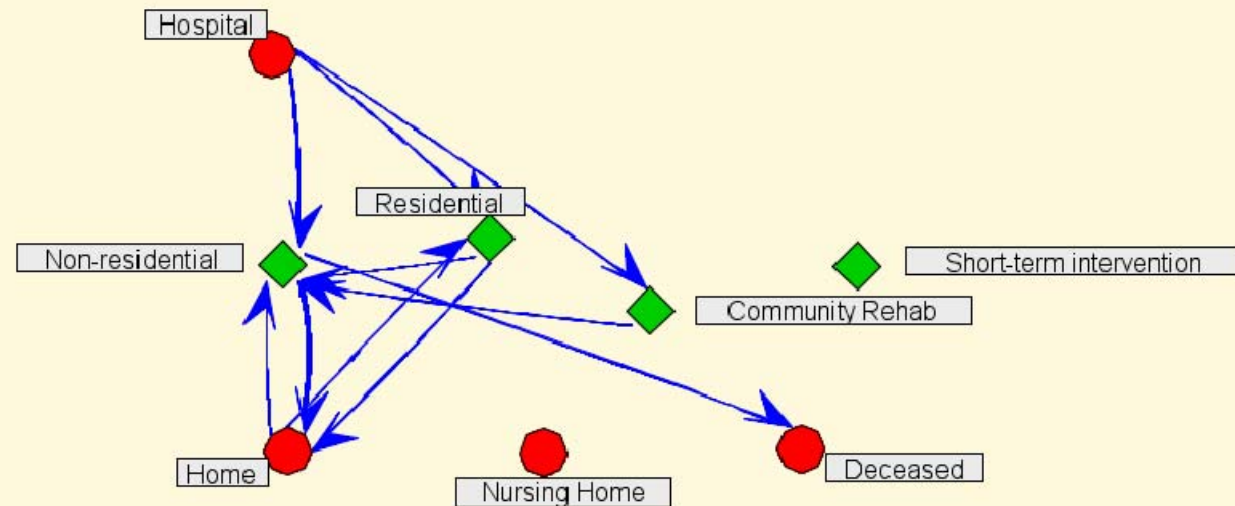 Hospital
Residential
Non-residential
Short-term intervention
Community Rehab
Home
Deceased
Nursing Home